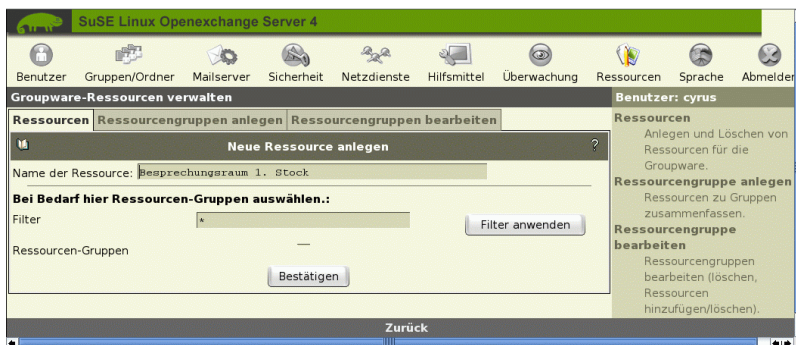 SuSE Linux Openexchange Server 4
Benutzer Gruppen/Ordner Mailserver Sicherheit Netzdienste Hilfsmittel Überwachung Ressourcen Sprache Abmelden
Groupware-Ressourcen verwalten
Benutzer: cyrus
Ressourcen Ressourcengruppen anlegen Ressourcengruppen bearbeiten
Neue Ressource anlegen ?
Name der Ressource: Besprechungsraum 1. Stock
Bei Bedarf hier Ressourcen-Gruppen auswählen.:
Filter * Filter anwenden
Ressourcen-Gruppen —
Bestätigen
Ressourcen
Anlegen und Löschen von
Ressourcen für die
Groupware.
Ressourcengruppe anlegen
Ressourcen zu Gruppen
zusammenfassen.
Ressourcengruppe
bearbeiten
Ressourcengruppen
bearbeiten (löschen,
Ressourcen
hinzufügen/löschen).
Zurück